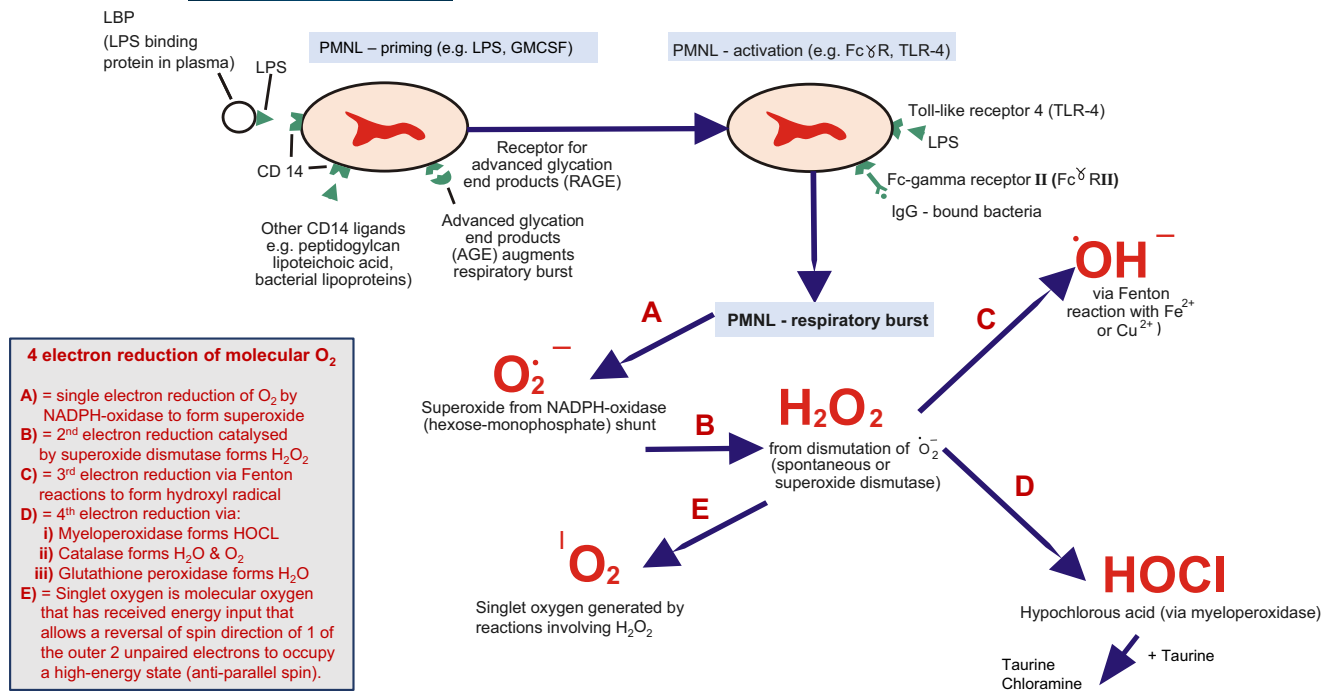 LBP
(LPS binding
protein in plasma)
LPS
PMNL – priming (e.g. LPS, GMCSF)
PMNL - activation (e.g. FcɣR, TLR-4)
CD 14
Receptor for
advanced glycation
end products (RAGE)
Toll-like receptor 4 (TLR-4)
LPS
Fc-gamma receptor II (FcɣRII)
IgG - bound bacteria
Other CD14 ligands
e.g. peptidogylcan
lipoteichoic acid,
bacterial lipoproteins)
Advanced glycation
end products
(AGE) augments
respiratory burst
PMNL - respiratory burst
A
O₂˙⁻
Superoxide from NADPH-oxidase
(hexose-monophosphate) shunt
B
H₂O₂
from dismutation of ˙O₂⁻
(spontaneous or
superoxide dismutase)
C
˙OH⁻
via Fenton
reaction with Fe²⁺
or Cu²⁺)
D
HOCl
Hypochlorous acid (via myeloperoxidase)
+ Taurine
Taurine
Chloramine
E
ˡO₂
Singlet oxygen generated by
reactions involving H₂O₂
4 electron reduction of molecular O₂
A) = single electron reduction of O₂ by
NADPH-oxidase to form superoxide
B) = 2ⁿᵈ electron reduction catalysed
by superoxide dismutase forms H₂O₂
C) = 3ʳᵈ electron reduction via Fenton
reactions to form hydroxyl radical
D) = 4ᵗʰ electron reduction via:
i) Myeloperoxidase forms HOCL
ii) Catalase forms H₂O & O₂
iii) Glutathione peroxidase forms H₂O
E) = Singlet oxygen is molecular oxygen
that has received energy input that
allows a reversal of spin direction of 1 of
the outer 2 unpaired electrons to occupy
a high-energy state (anti-parallel spin).